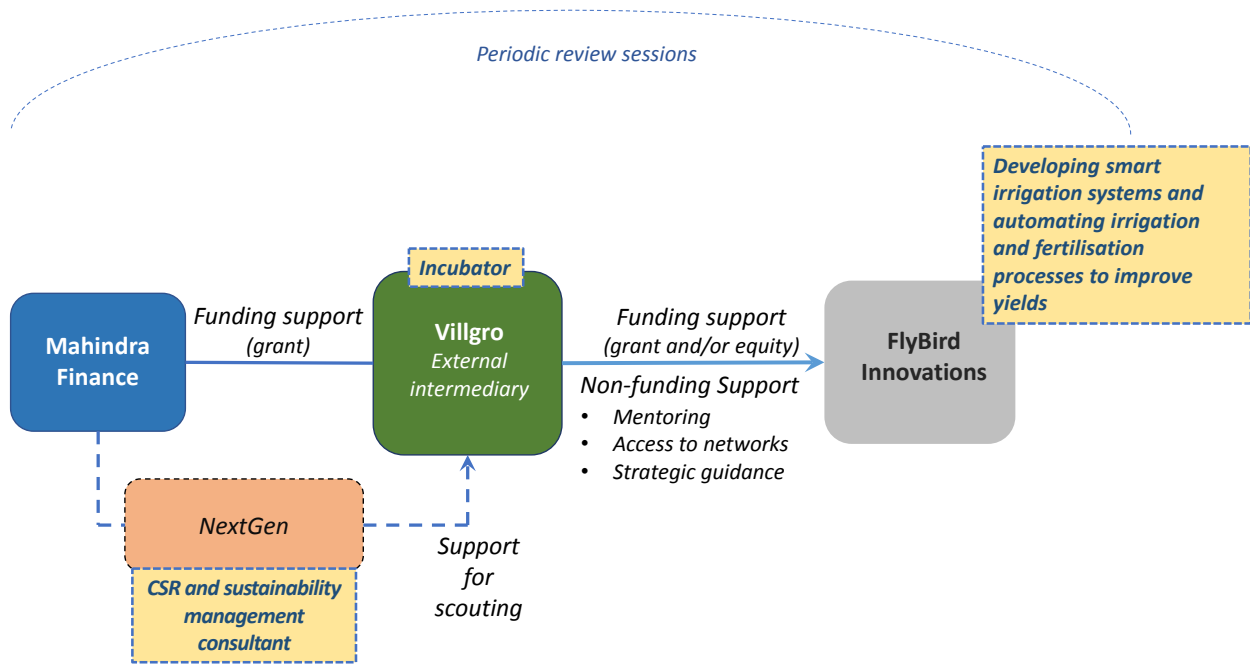 Periodic review sessions
Developing smart
irrigation systems and
automating irrigation
and fertilisation
processes to improve
yields
Incubator
Mahindra
Finance
Funding support
(grant)
Villgro
External
intermediary
Funding support
(grant and/or equity)
Non-funding Support
• Mentoring
• Access to networks
• Strategic guidance
FlyBird
Innovations
NextGen
CSR and sustainability
management
consultant
Support
for
scouting